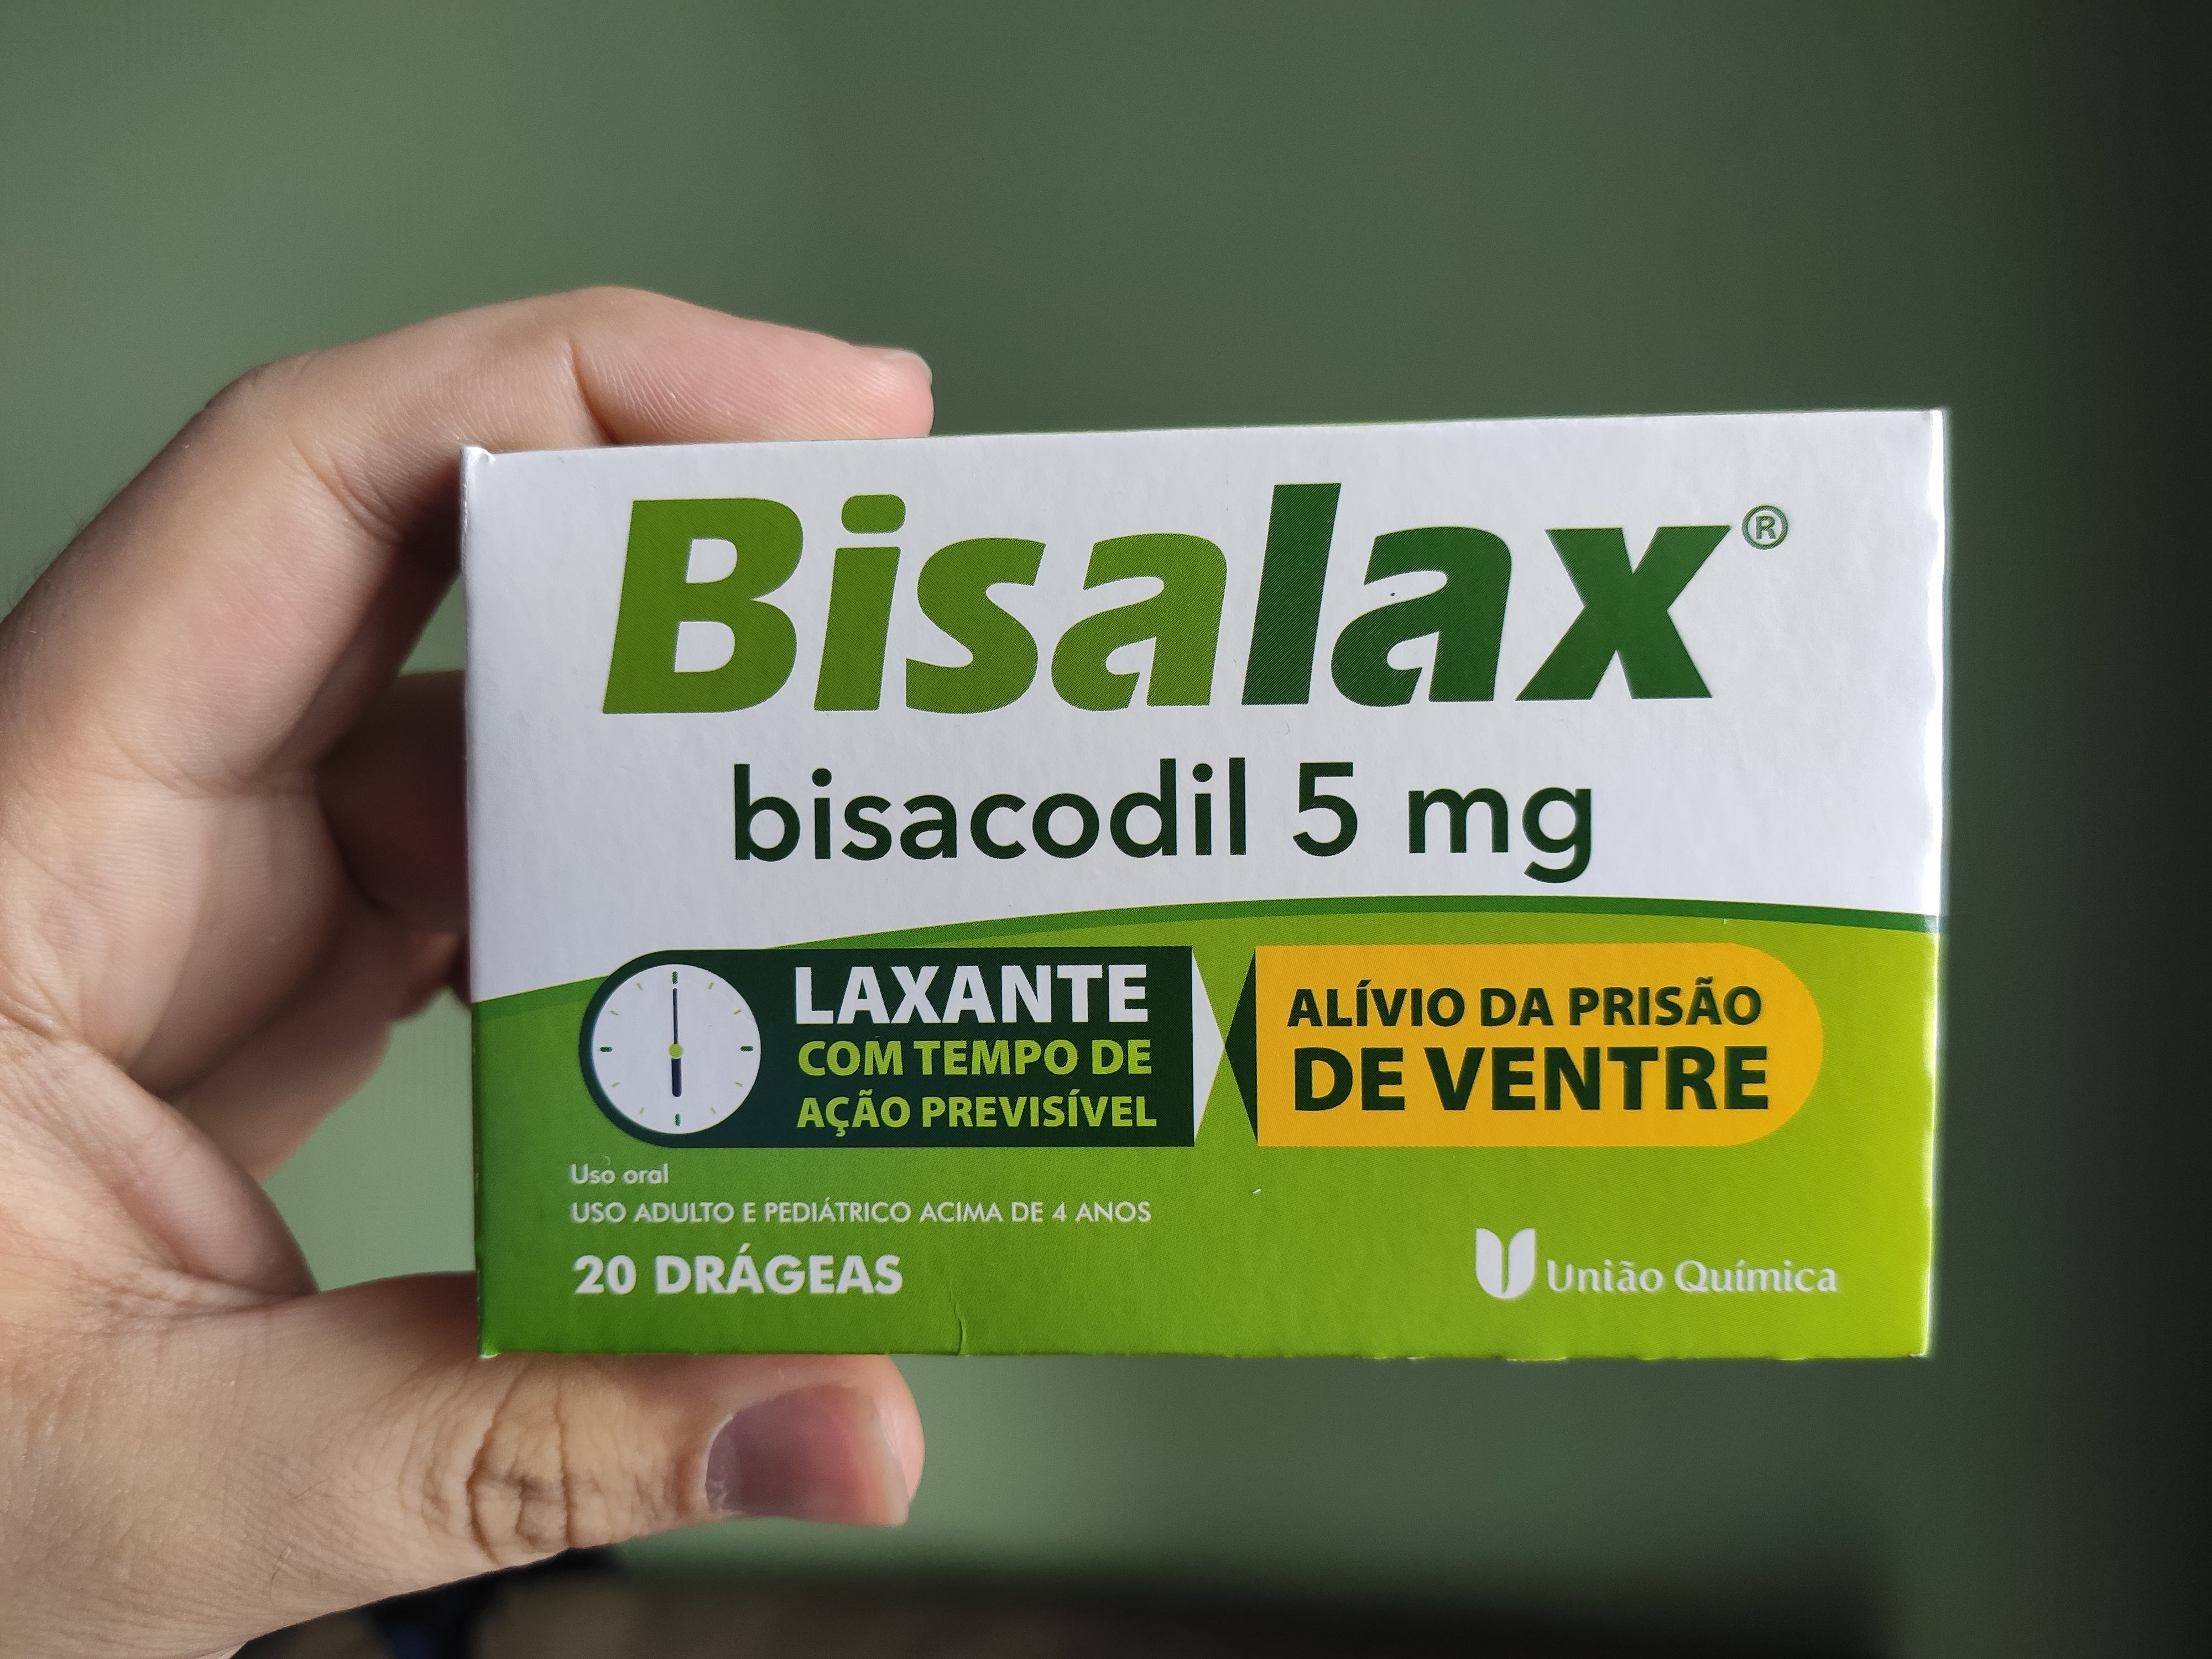 Bisalax®
bisacodil 5 mg
LAXANTE
COM TEMPO DE
AÇÃO PREVISÍVEL
ALÍVIO DA PRISÃO
DE VENTRE
Uso oral
USO ADULTO E PEDIÁTRICO ACIMA DE 4 ANOS
20 DRÁGEAS
União Química